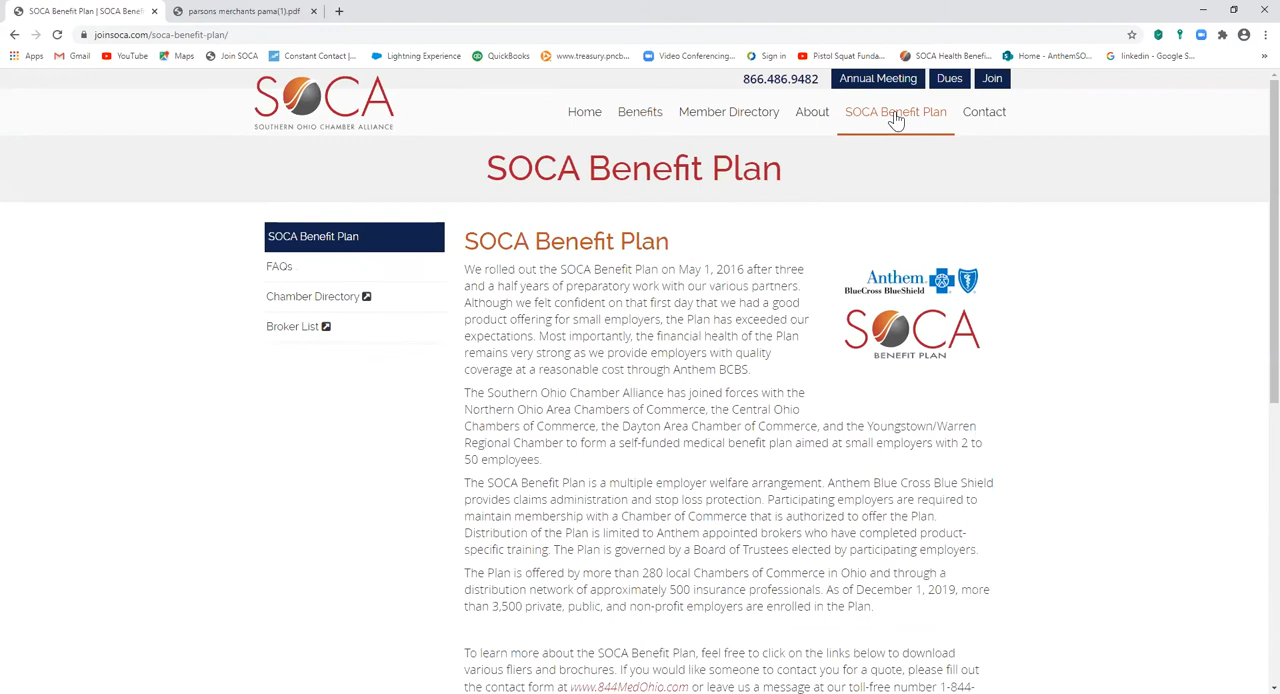 SOCA Benefit Plan | SOCA Benef
parsons merchants pama(1).pdf
joinsoca.com/soca-benefit-plan/
Apps Gmail YouTube Maps Join SOCA Constant Contact |... Lightning Experience QuickBooks www.treasury.pncb... Video Conferencing... Sign in Pistol Squat Funda... SOCA Health Benefi... Home - AnthemSO... linkedin - Google S...
866.486.9482 Annual Meeting Dues Join
SOCA
SOUTHERN OHIO CHAMBER ALLIANCE
Home Benefits Member Directory About SOCA Benefit Plan Contact
SOCA Benefit Plan
SOCA Benefit Plan
FAQs
Chamber Directory
Broker List
SOCA Benefit Plan
We rolled out the SOCA Benefit Plan on May 1, 2016 after three
and a half years of preparatory work with our various partners.
Although we felt confident on that first day that we had a good
product offering for small employers, the Plan has exceeded our
expectations. Most importantly, the financial health of the Plan
remains very strong as we provide employers with quality
coverage at a reasonable cost through Anthem BCBS.
Anthem
BlueCross BlueShield
SOCA
BENEFIT PLAN
The Southern Ohio Chamber Alliance has joined forces with the
Northern Ohio Area Chambers of Commerce, the Central Ohio
Chambers of Commerce, the Dayton Area Chamber of Commerce, and the Youngstown/Warren
Regional Chamber to form a self-funded medical benefit plan aimed at small employers with 2 to
50 employees.
The SOCA Benefit Plan is a multiple employer welfare arrangement. Anthem Blue Cross Blue Shield
provides claims administration and stop loss protection. Participating employers are required to
maintain membership with a Chamber of Commerce that is authorized to offer the Plan.
Distribution of the Plan is limited to Anthem appointed brokers who have completed product-
specific training. The Plan is governed by a Board of Trustees elected by participating employers.
The Plan is offered by more than 280 local Chambers of Commerce in Ohio and through a
distribution network of approximately 500 insurance professionals. As of December 1, 2019, more
than 3,500 private, public, and non-profit employers are enrolled in the Plan.
To learn more about the SOCA Benefit Plan, feel free to click on the links below to download
various fliers and brochures. If you would like someone to contact you for a quote, please fill out
the contact form at www.844MedOhio.com or leave us a message at our toll-free number 1-844-